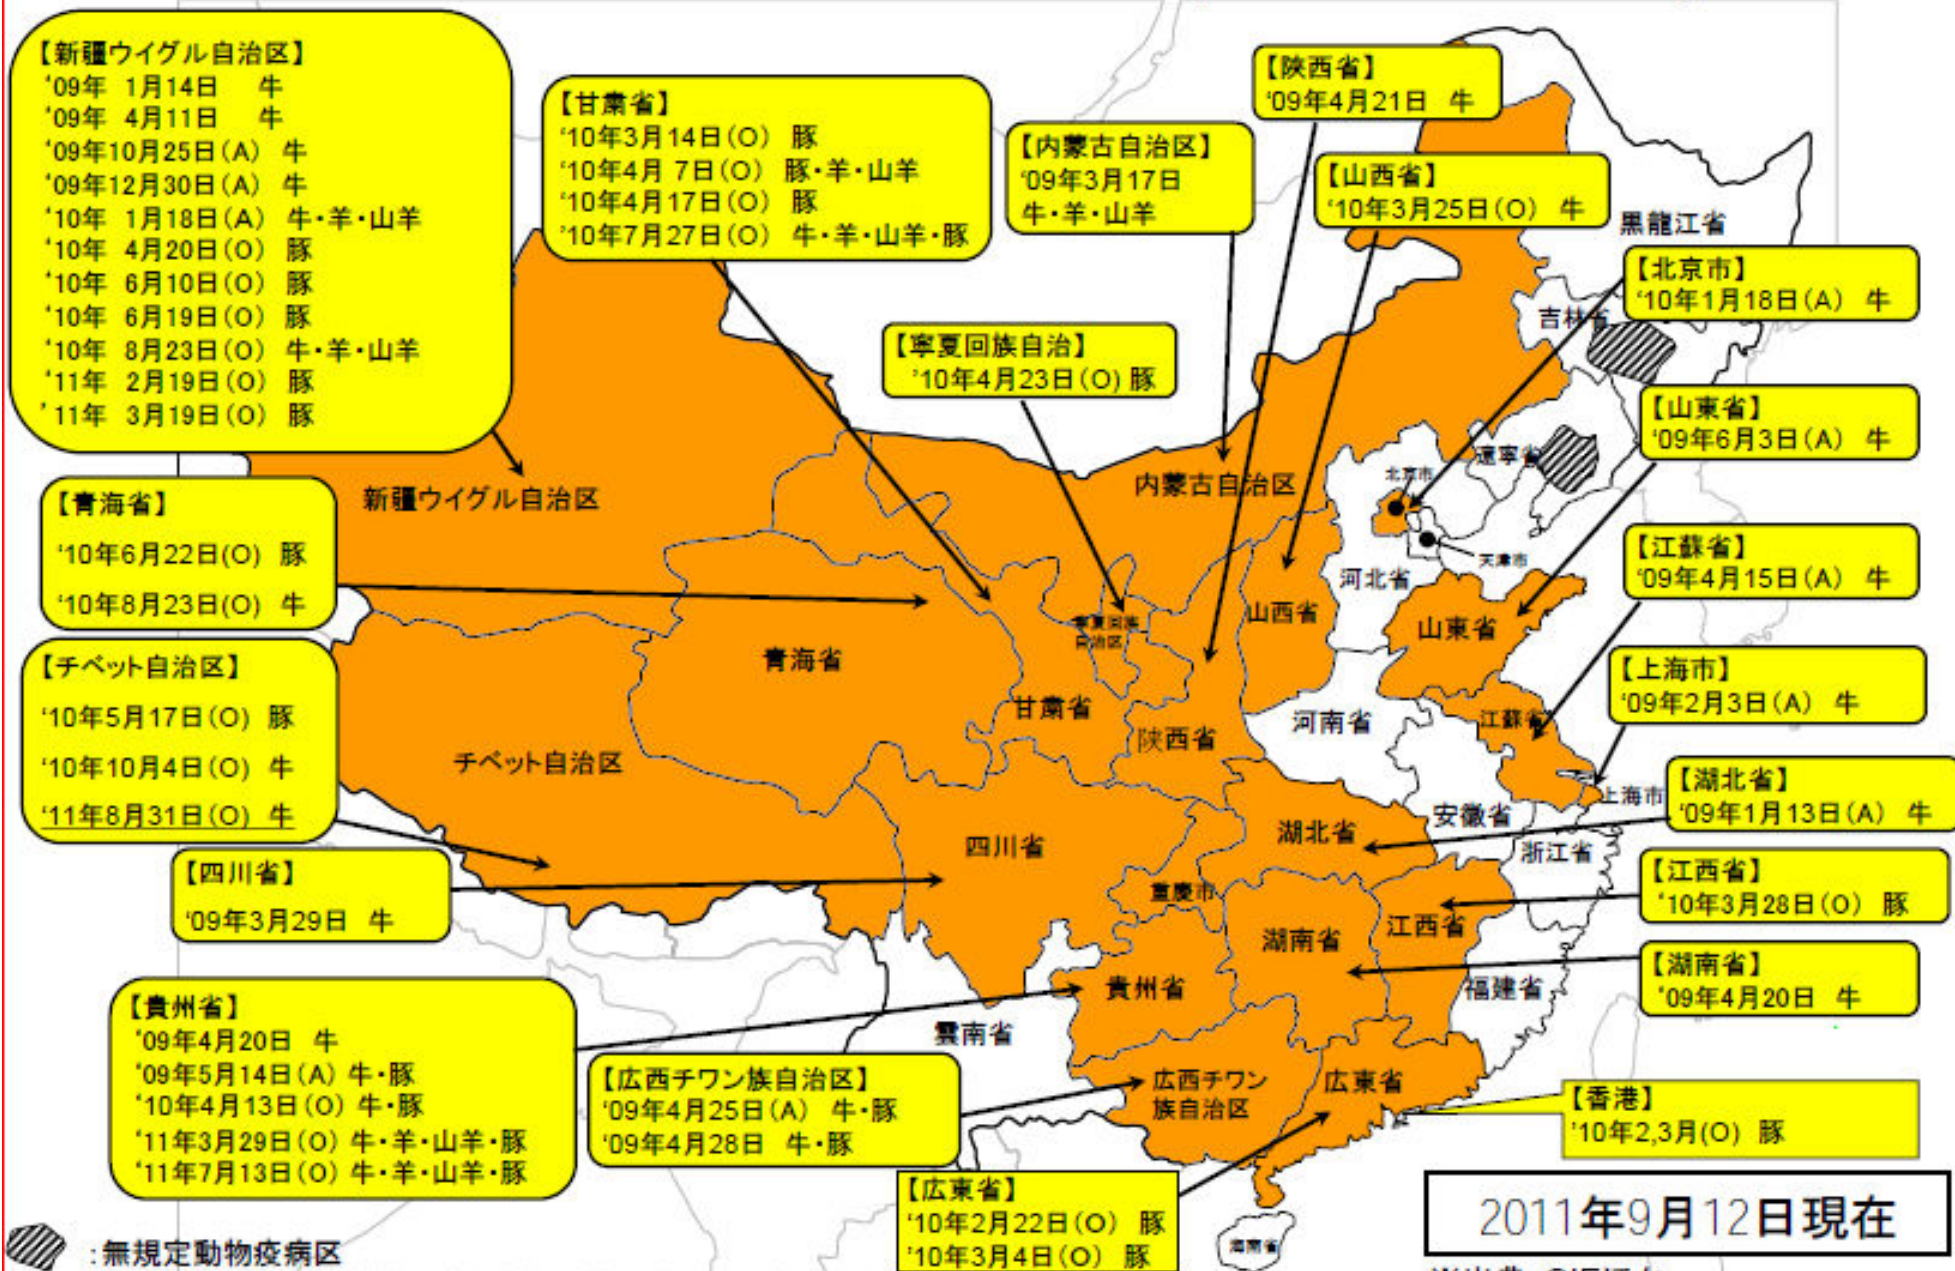 【新疆ウイグル自治区】
‘09年 1月14日 牛
‘09年 4月11日 牛
‘09年10月25日(A) 牛
‘09年12月30日(A) 牛
‘10年 1月18日(A) 牛・羊・山羊
‘10年 4月20日(O) 豚
‘10年 6月10日(O) 豚
‘10年 6月19日(O) 豚
‘10年 8月23日(O) 牛・羊・山羊
‘11年 2月19日(O) 豚
’11年 3月19日(O) 豚
【甘粛省】
‘10年3月14日(O) 豚
‘10年4月 7日(O) 豚・羊・山羊
‘10年4月17日(O) 豚
‘10年7月27日(O) 牛・羊・山羊・豚
【内蒙古自治区】
‘09年3月17日
牛・羊・山羊
【陝西省】
‘09年4月21日 牛
【山西省】
‘10年3月25日(O) 牛
【北京市】
‘10年1月18日(A) 牛
【寧夏回族自治】
’10年4月23日(O) 豚
【山東省】
‘09年6月3日(A) 牛
【青海省】
‘10年6月22日(O) 豚
‘10年8月23日(O) 牛
【江蘇省】
‘09年4月15日(A) 牛
【チベット自治区】
‘10年5月17日(O) 豚
‘10年10月4日(O) 牛
‘11年8月31日(O) 牛
【上海市】
‘09年2月3日(A) 牛
【湖北省】
‘09年1月13日(A) 牛
【四川省】
‘09年3月29日 牛
【江西省】
‘10年3月28日(O) 豚
【湖南省】
‘09年4月20日 牛
【貴州省】
‘09年4月20日 牛
‘09年5月14日(A) 牛・豚
‘10年4月13日(O) 牛・豚
‘11年3月29日(O) 牛・羊・山羊・豚
‘11年7月13日(O) 牛・羊・山羊・豚
【広西チワン族自治区】
‘09年4月25日(A) 牛・豚
‘09年4月28日 牛・豚
【広東省】
‘10年2月22日(O) 豚
‘10年3月4日(O) 豚
【香港】
‘10年2,3月(O) 豚
黒龍江省
吉林省
遼寧省
新疆ウイグル自治区
内蒙古自治区
北京市
天津市
河北省
山西省
山東省
寧夏回族
自治区
青海省
甘粛省
陝西省
河南省
江蘇省
チベット自治区
上海市
安徽省
四川省
湖北省
浙江省
重慶市
湖南省
江西省
貴州省
福建省
雲南省
広西チワン
族自治区
広東省
海南省
2011年9月12日現在
:無規定動物疫病区